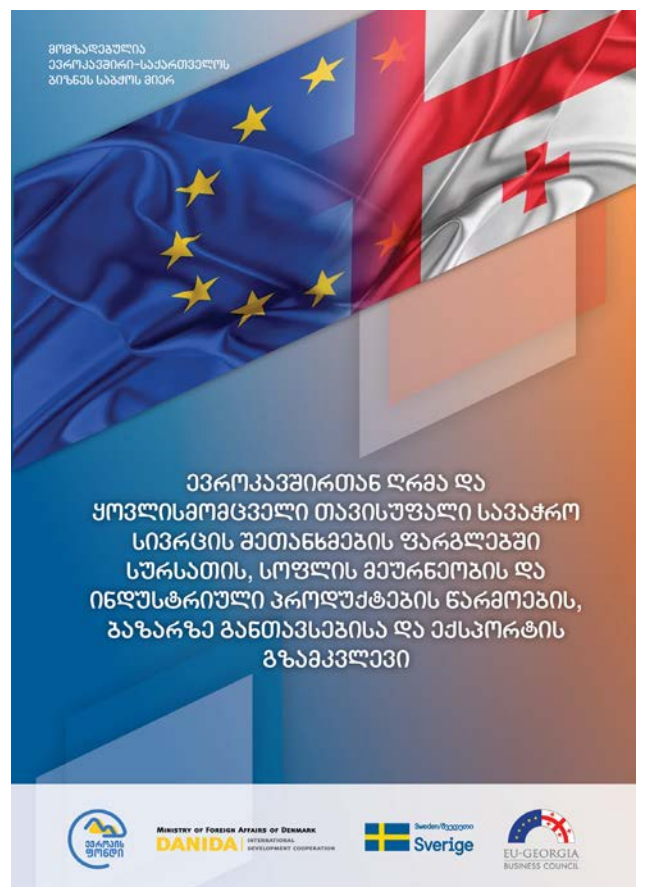 მომზადებულია
ევროკავშირი-საქართველოს
ბიზნეს საბჭოს მიერ
ევროკავშირთან ღრმა და
ყოვლისმომცველი თავისუფალი სავაჭრო
სივრცის შეთანხმების ფარგლებში
სურსათის, სოფლის მეურნეობის და
ინდუსტრიული პროდუქტების წარმოების,
ბაზარზე განთავსებისა და ექსპორტის
გზამკვლევი
ევროპის
ფონდი
MINISTRY OF FOREIGN AFFAIRS OF DENMARK
DANIDA INTERNATIONAL
DEVELOPMENT COOPERATION
Sweden/შვედეთი
Sverige
EU-GEORGIA
BUSINESS COUNCIL